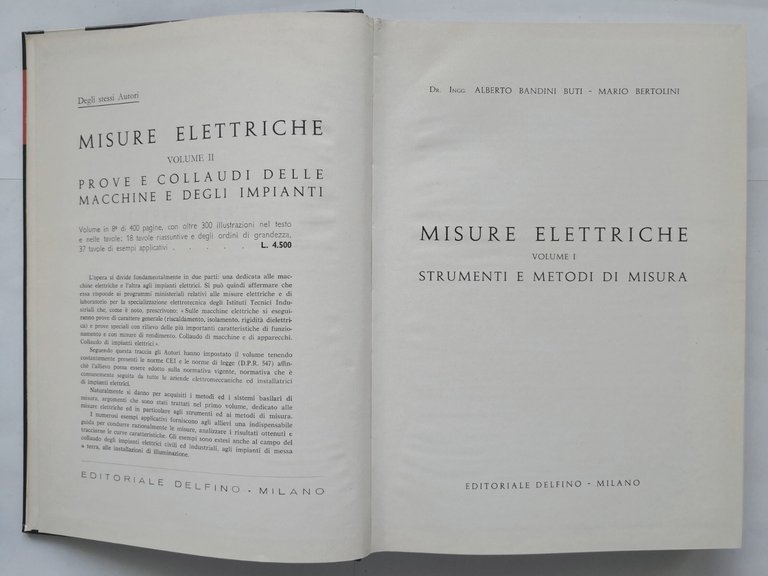 Degli stessi Autori
MISURE ELETTRICHE
VOLUME II
PROVE E COLLAUDI DELLE
MACCHINE E DEGLI IMPIANTI
Volume in 8° di 400 pagine, con oltre 300 illustrazioni nel testo
e nelle tavole: 18 tavole riassuntive e degli ordini di grandezza,
37 tavole di esempi applicativi . . . . . . L. 4.500
L'opera si divide fondamentalmente in due parti: una dedicata alle mac-
chine elettriche e l'altra agli impianti elettrici. Si può quindi affermare che
essa risponde ai programmi ministeriali relativi alle misure elettriche e di
laboratorio per la specializzazione elettrotecnica degli Istituti Tecnici Indu-
striali che, come è noto, prescrivono: « Sulle macchine elettriche si esegui-
ranno prove di carattere generale (riscaldamento, isolamento, rigidità dielettri-
ca) e prove speciali con rilievo delle più importanti caratteristiche di funzio-
namento e con misure di rendimento. Collaudo di macchine e di apparecchi.
Collaudo di impianti elettrici ».
Seguendo questa traccia gli Autori hanno impostato il volume tenendo
costantemente presenti le norme CEI e le norme di legge (D.P.R. 547) affin-
chè l'allievo possa essere edotto sulla normativa vigente, normativa che è
comunemente seguita da tutte le aziende elettromeccaniche ed installatrici
di impianti elettrici.
Naturalmente si danno per acquisiti i metodi ed i sistemi basilari di
misura, argomenti che sono stati trattati nel primo volume, dedicato alle
misure elettriche ed in particolare agli strumenti ed ai metodi di misura.
I numerosi esempi applicativi forniscono agli allievi una indispensabile
guida per condurre razionalmente le misure, analizzare i risultati ottenuti e
tracciarne le curve caratteristiche. Gli esempi sono estesi anche al campo del
collaudo degli impianti elettrici civili ed industriali, agli impianti di messa
a terra, alle installazioni di illuminazione.
EDITORIALE DELFINO - MILANO
DR. INGG. ALBERTO BANDINI BUTI - MARIO BERTOLINI
MISURE ELETTRICHE
VOLUME I
STRUMENTI E METODI DI MISURA
EDITORIALE DELFINO - MILANO